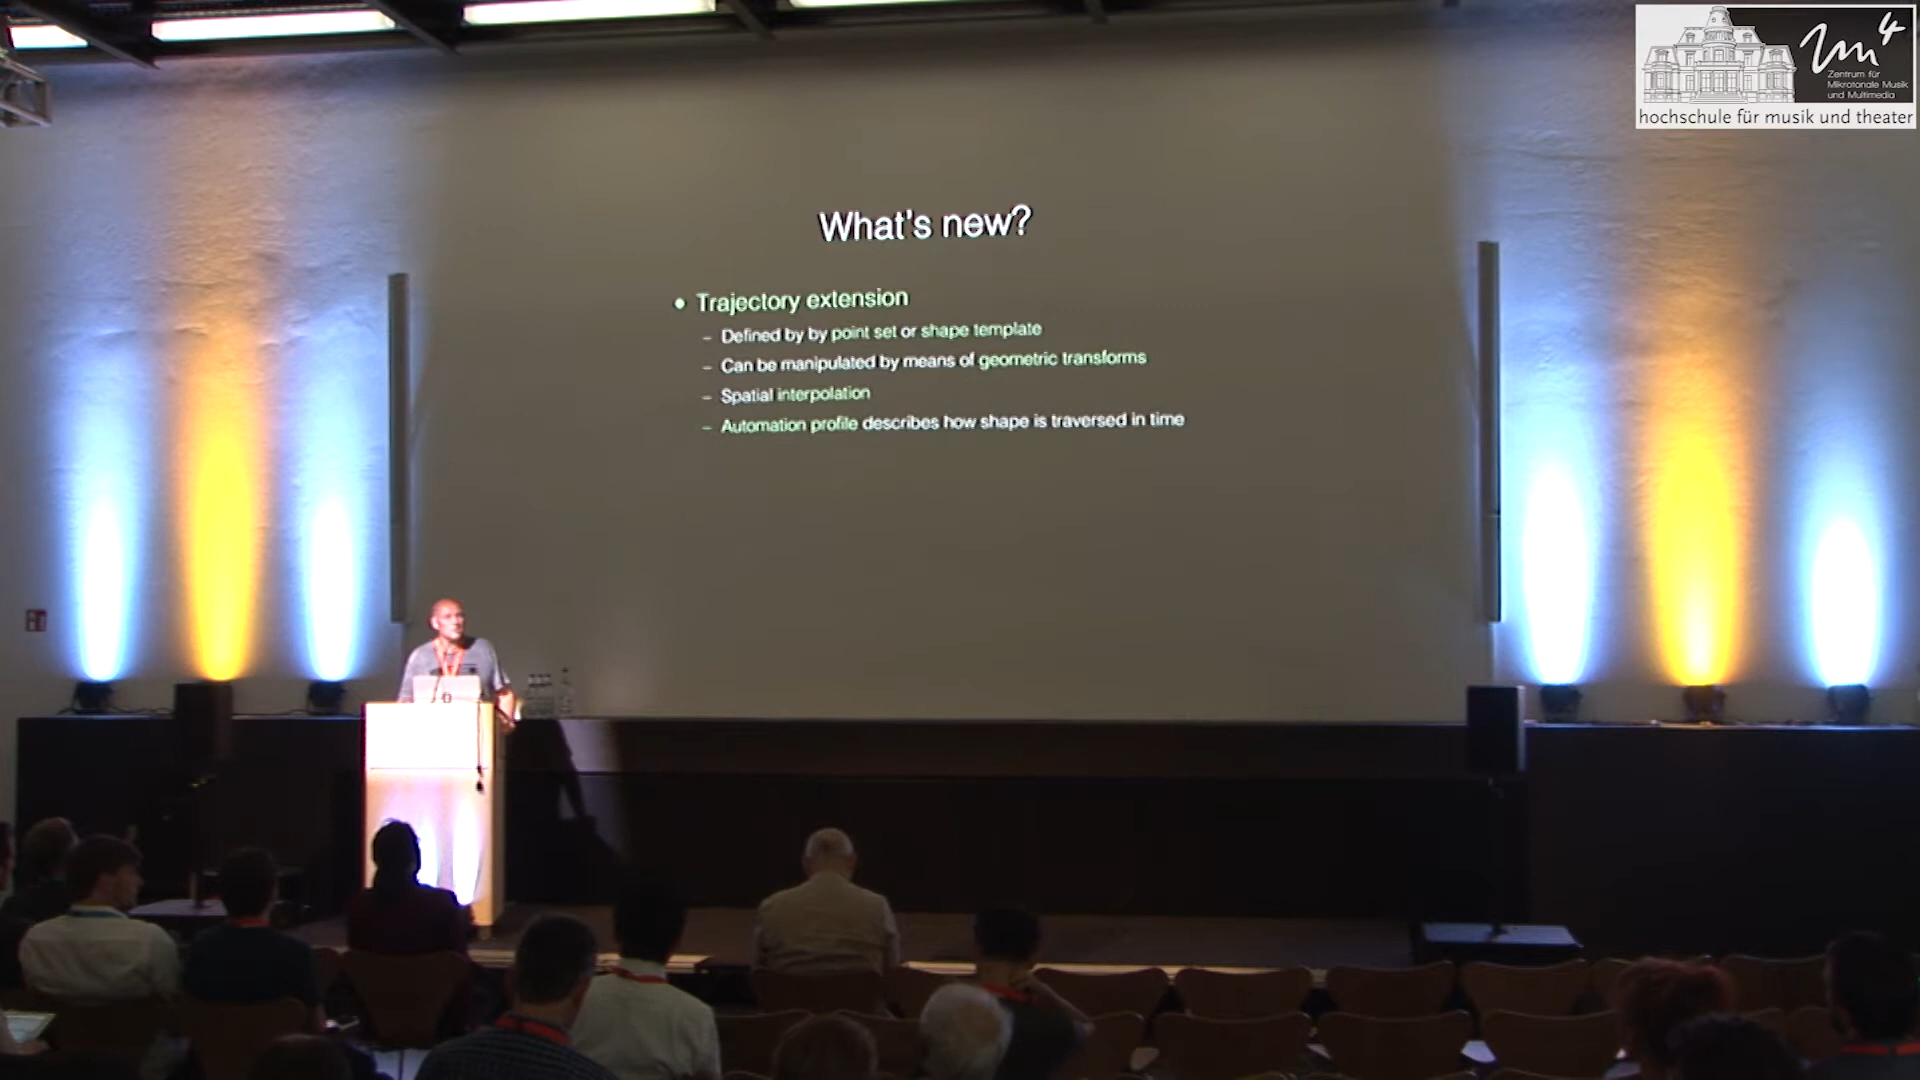 m4
Zentrum für
Mikrotonale Musik
und Multimedia
hochschule für musik und theater
What's new?
• Trajectory extension
– Defined by by point set or shape template
– Can be manipulated by means of geometric transforms
– Spatial interpolation
– Automation profile describes how shape is traversed in time